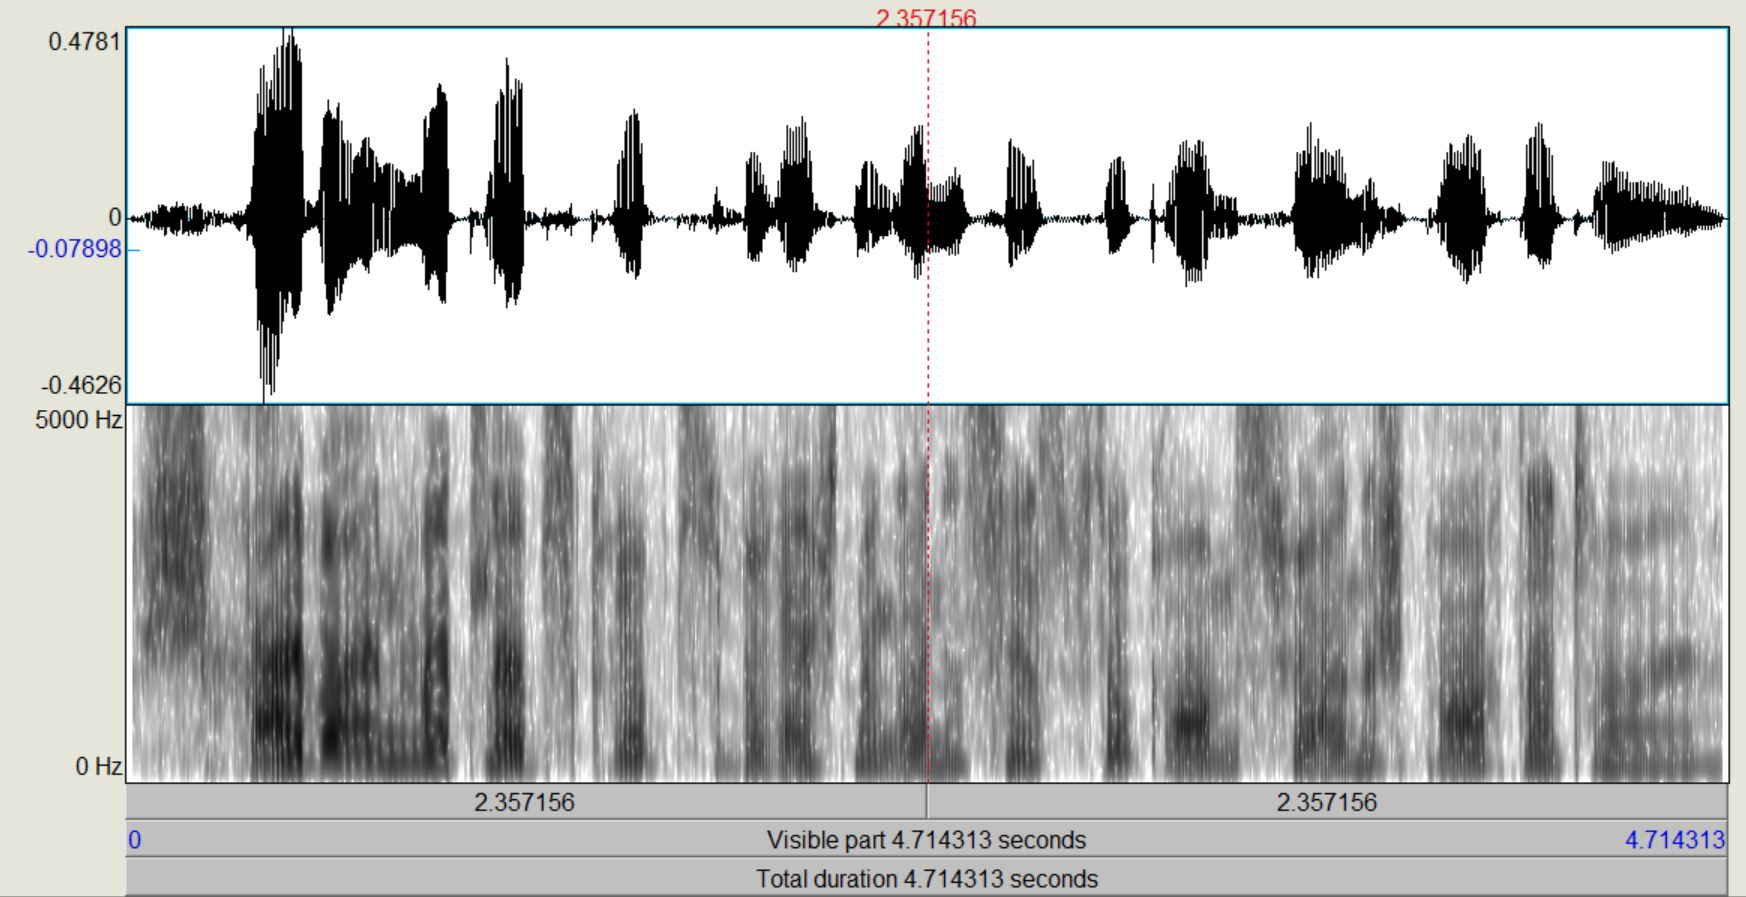 2.357156
0.4781
0
-0.07898
-0.4626
5000 Hz
0 Hz
2.357156 2.357156
0 Visible part 4.714313 seconds 4.714313
Total duration 4.714313 seconds